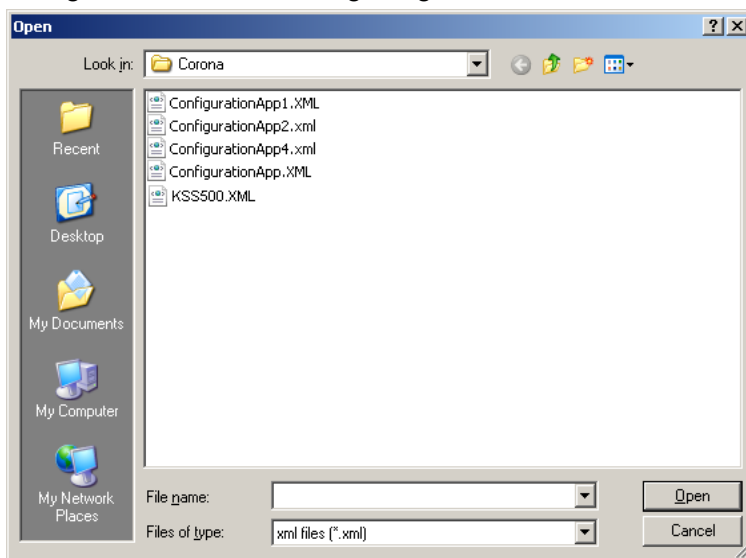 Open
Look in:
Corona
ConfigurationApp1.XML
ConfigurationApp2.xml
ConfigurationApp4.xml
ConfigurationApp.XML
KSS500.XML
Recent
Desktop
My Documents
My Computer
My Network
Places
File name:
Open
Files of type:
xml files (*.xml)
Cancel